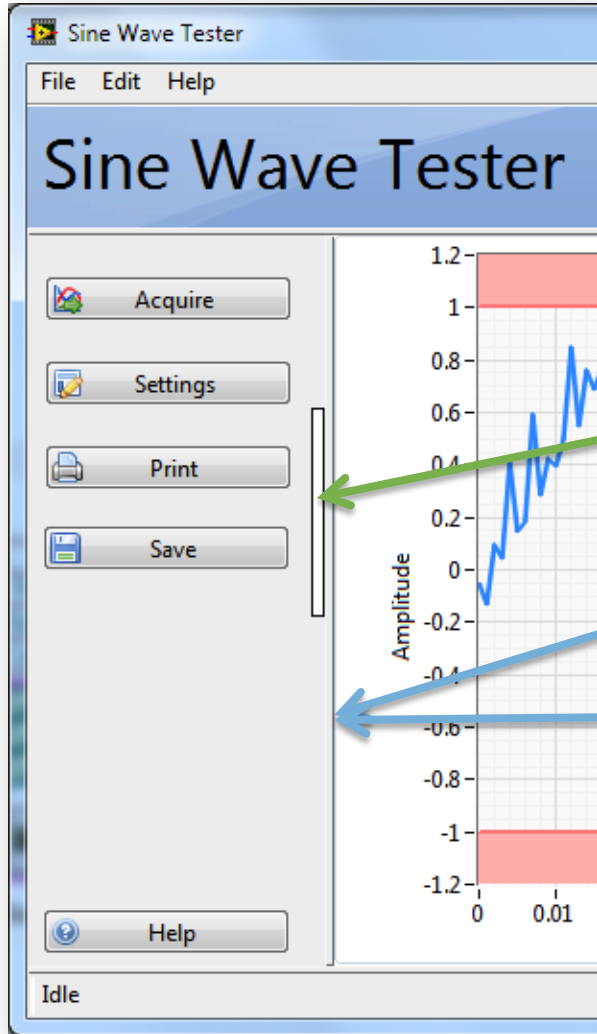 Sine Wave Tester
File Edit Help
Sine Wave Tester
Acquire
Settings
Print
Save
Help
Amplitude
1.2
1
0.8
0.6
0.4
0.2
0
-0.2
-0.4
-0.6
-0.8
-1
-1.2
0 0.01
Idle